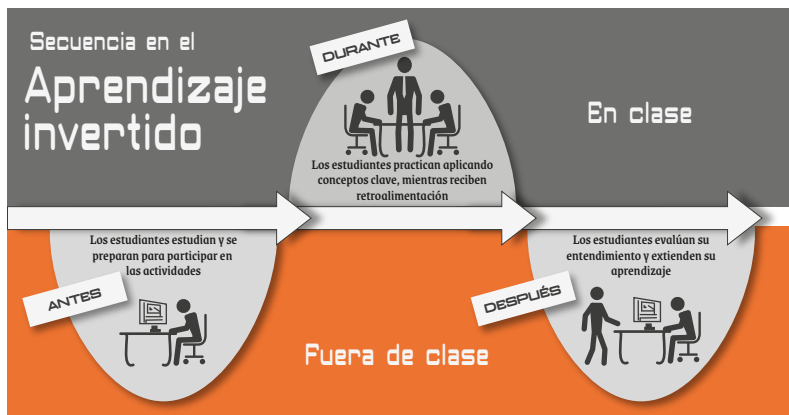 Secuencia en el
Aprendizaje
invertido
DURANTE
En clase
Los estudiantes practican aplicando
conceptos clave, mientras reciben
retroalimentación
Los estudiantes estudian y se
preparan para participar en
las actividades
ANTES
Los estudiantes evalúan su
entendimiento y extienden su
aprendizaje
DESPUÉS
Fuera de clase